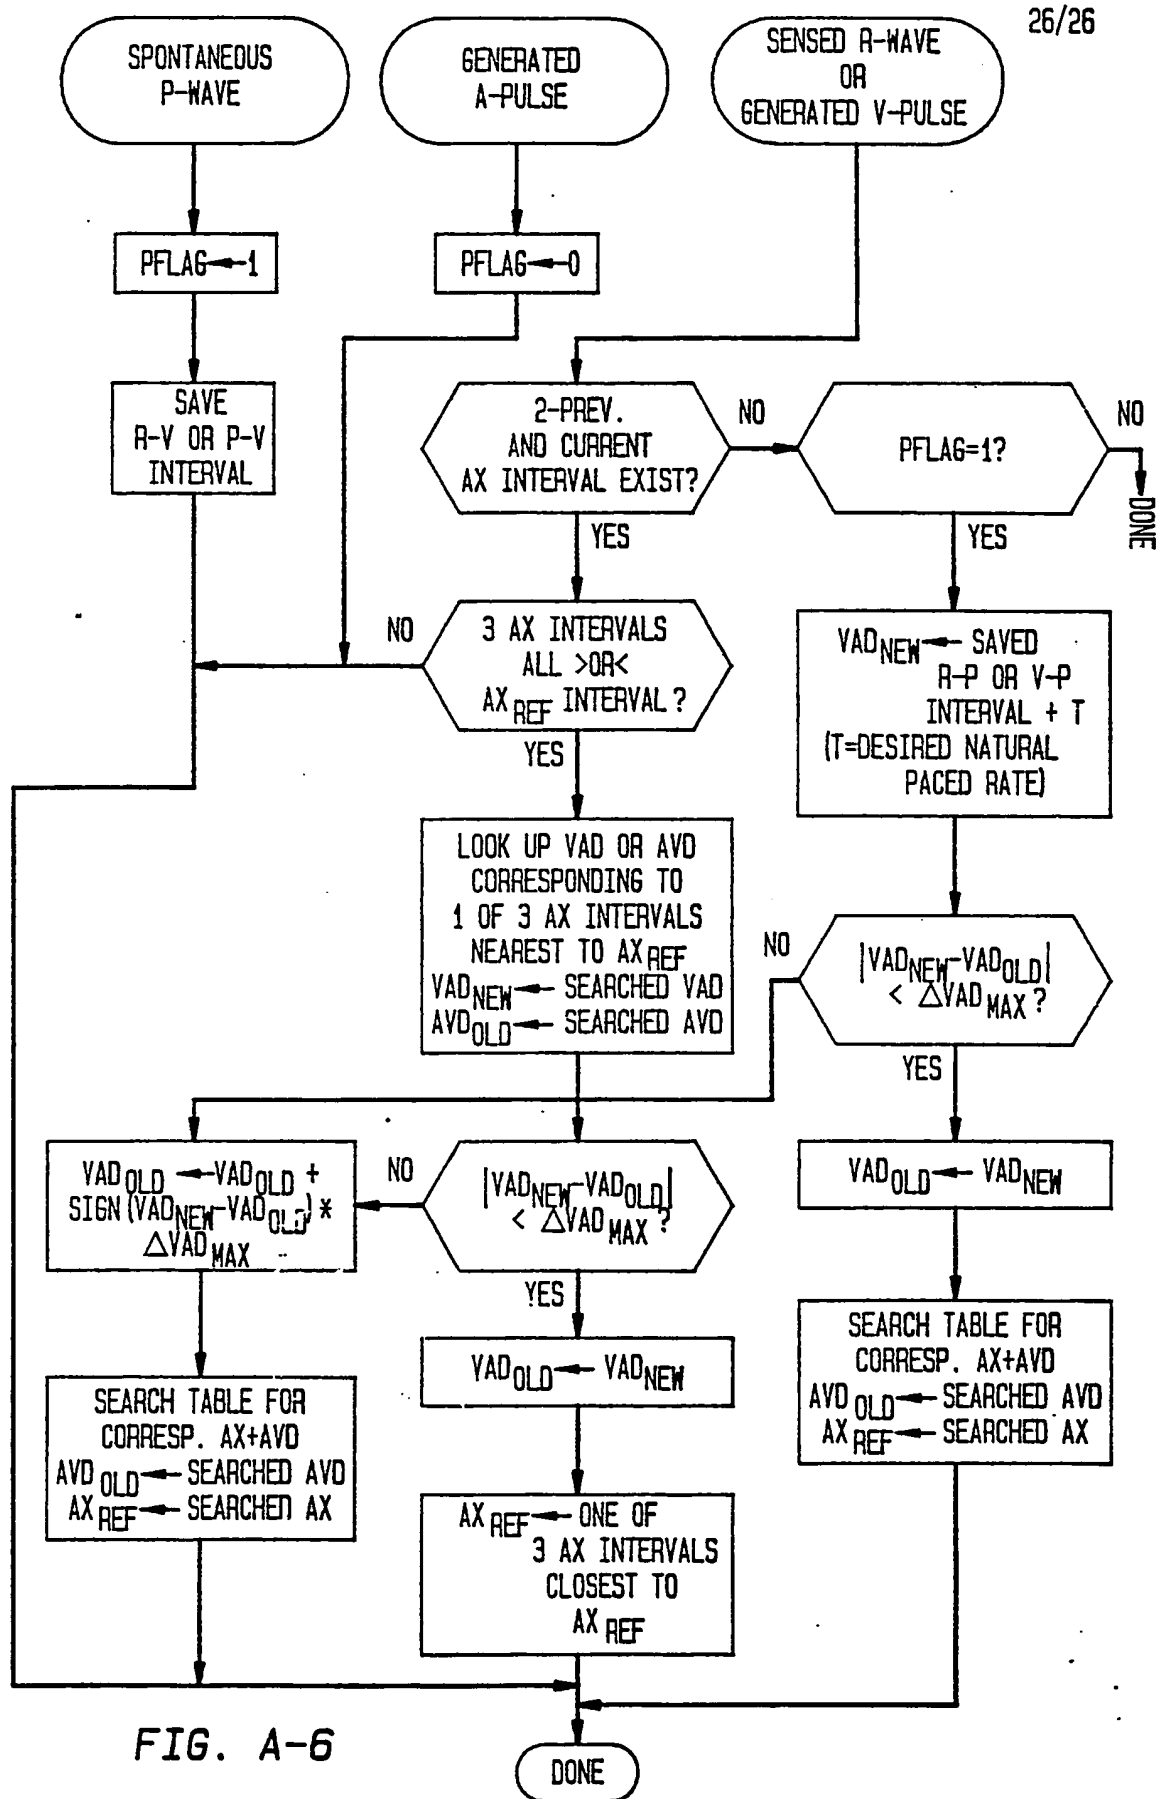 26/26
SPONTANEOUS
P-WAVE
GENERATED
A-PULSE
SENSED R-WAVE
OR
GENERATED V-PULSE
PFLAG←1
PFLAG←0
SAVE
R-V OR P-V
INTERVAL
2-PREV.
AND CURRENT
AX INTERVAL EXIST?
NO
PFLAG=1?
NO
DONE
YES
YES
3 AX INTERVALS
ALL >OR<
AX REF INTERVAL?
NO
YES
VAD NEW ← SAVED
R-P OR V-P
INTERVAL + T
(T=DESIRED NATURAL
PACED RATE)
LOOK UP VAD OR AVD
CORRESPONDING TO
1 OF 3 AX INTERVALS
NEAREST TO AX REF
VAD NEW ← SEARCHED VAD
AVD OLD ← SEARCHED AVD
NO
|VAD NEW-VAD OLD|
< △VAD MAX?
YES
VAD OLD ← VAD OLD +
SIGN(VAD NEW-VAD OLD)*
△VAD MAX
NO
|VAD NEW-VAD OLD|
< △VAD MAX?
YES
VAD OLD ← VAD NEW
VAD OLD ← VAD NEW
SEARCH TABLE FOR
CORRESP. AX+AVD
AVD OLD ← SEARCHED AVD
AX REF ← SEARCHED AX
SEARCH TABLE FOR
CORRESP. AX+AVD
AVD OLD ← SEARCHED AVD
AX REF ← SEARCHED AX
AX REF ← ONE OF
3 AX INTERVALS
CLOSEST TO
AX REF
FIG. A-6
DONE